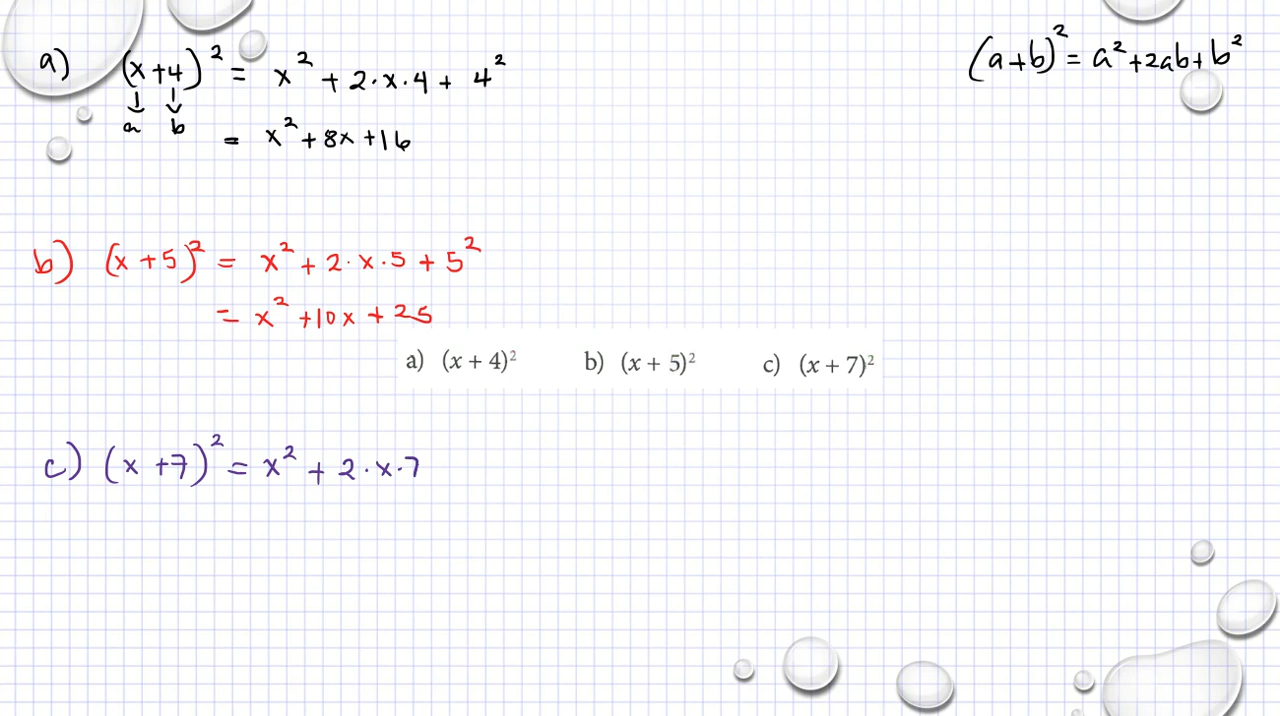 a) (x+4)² = x² + 2·x·4 + 4²
(a+b)² = a²+2ab+b²
a b
= x² + 8x + 16
b) (x+5)² = x² + 2·x·5 + 5²
= x² + 10x + 25
a) (x + 4)² b) (x + 5)² c) (x + 7)²
c) (x+7)² = x² + 2·x·7